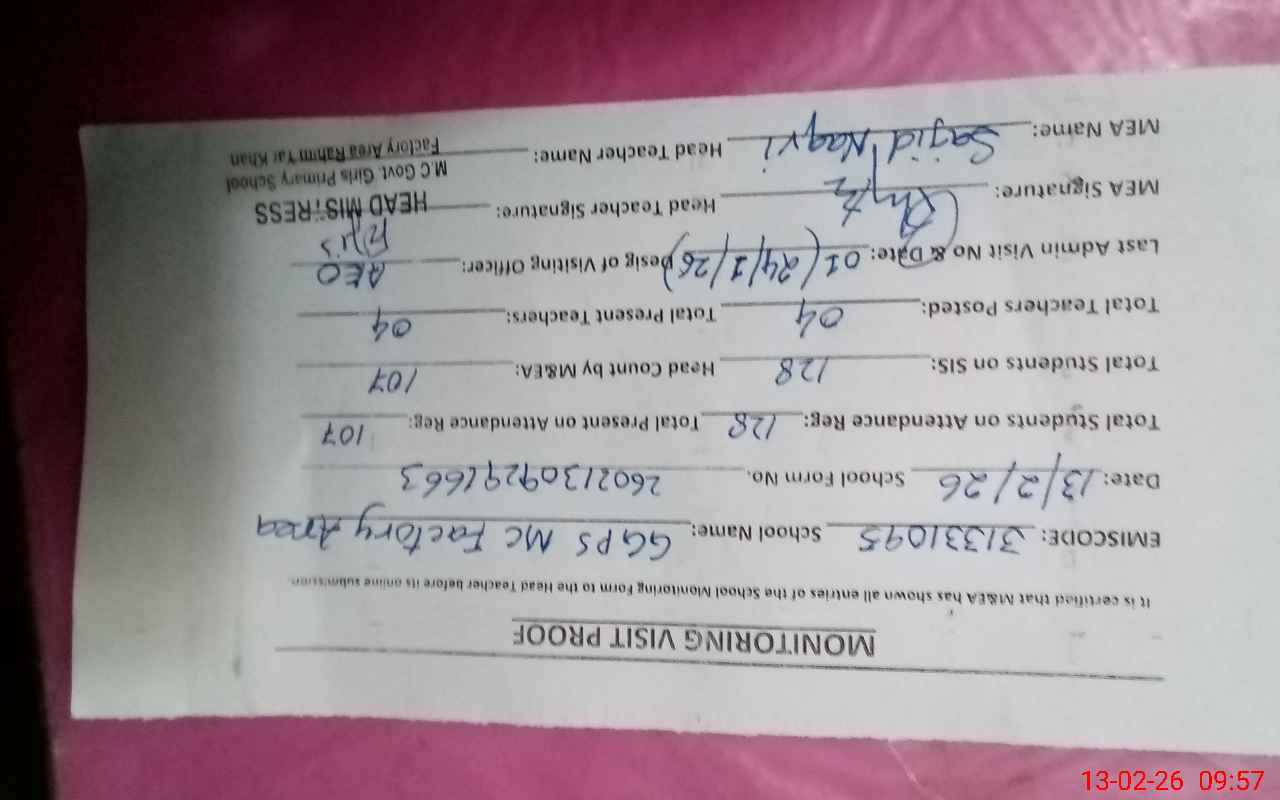 MONITORING VISIT PROOF
It is certified that M&EA has shown all entries of the School Monitoring Form to the Head Teacher before its online submission
EMISCODE: 31331095 School Name: GGPS MC Factory Area
Date: 13/2/26 School Form No. 26021309291663
Total Students on Attendance Reg: 128 Total Present on Attendance Reg: 107
Total Students on SIS: 128 Head Count by M&EA: 107
Total Teachers Posted: 04 Total Present Teachers: 04
Last Admin Visit No & Date: 01 (24/1/26) Desig of Visiting Officer: AEO
MEA Signature: Head Teacher Signature:
HEAD MISTRESS
M.C Govt. Girls Primary School
MEA Name: Sajid Naqvi Head Teacher Name: Factory Area Rahim Yar Khan
13-02-26 09:57